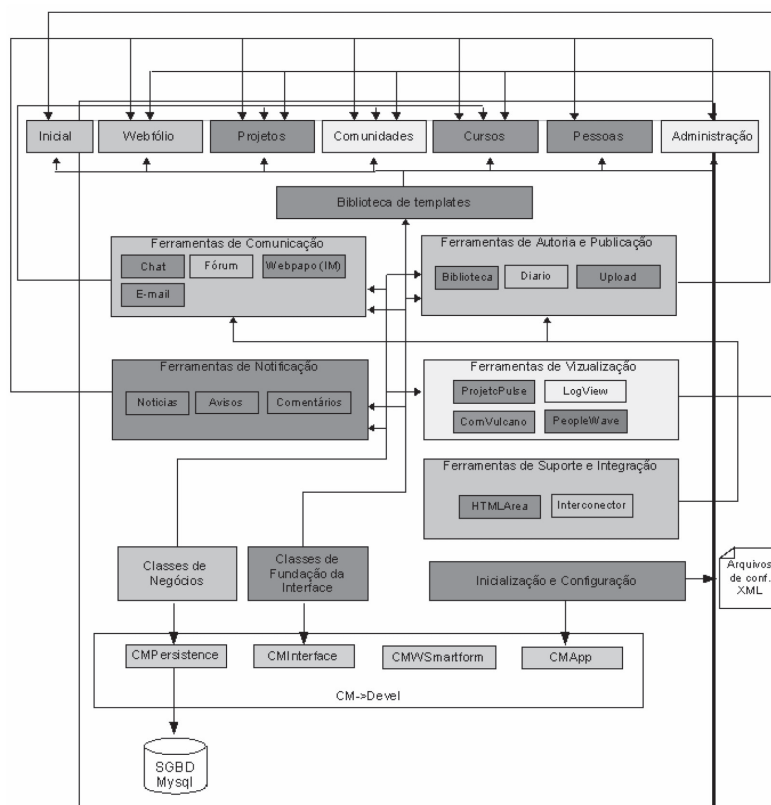 Inicial
Webfólio
Projetos
Comunidades
Cursos
Pessoas
Administração
Biblioteca de templates
Ferramentas de Comunicação
Chat
Fórum
Webpapo (IM)
E-mail
Ferramentas de Autoria e Publicação
Biblioteca
Diario
Upload
Ferramentas de Notificação
Noticias
Avisos
Comentários
Ferramentas de Vizualização
ProjetoPulse
LogView
ComVulcano
PeopleWave
Ferramentas de Suporte e Integração
HTMLArea
Interconector
Classes de
Negócios
Classes de
Fundação da
Interface
Inicialização e Configuração
Arquivos
de conf.
XML
CMPersistence
CMInterface
CMWSmartform
CMApp
CM->Devel
SGBD
Mysql